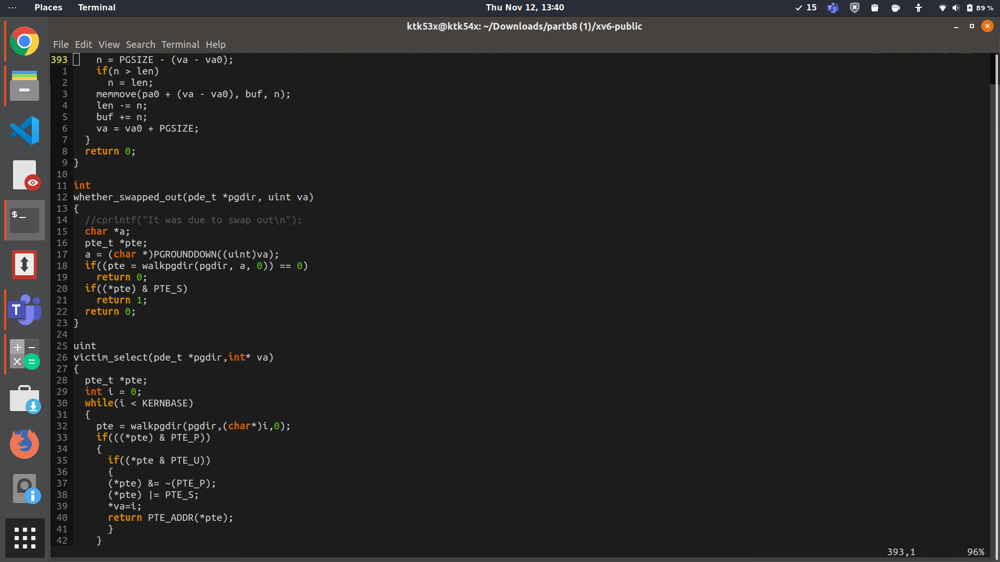 Places Terminal Thu Nov 12, 13:40 15 89 %
ktk53x@ktk54x: ~/Downloads/partb8 (1)/xv6-public
File Edit View Search Terminal Help
393     n = PGSIZE - (va - va0);
1     if(n > len)
2       n = len;
3     memmove(pa0 + (va - va0), buf, n);
4     len -= n;
5     buf += n;
6     va = va0 + PGSIZE;
7   }
8   return 0;
9 }
10
11 int
12 whether_swapped_out(pde_t *pgdir, uint va)
13 {
14   //cprintf("It was due to swap out\n");
15   char *a;
16   pte_t *pte;
17   a = (char *)PGROUNDDOWN((uint)va);
18   if((pte = walkpgdir(pgdir, a, 0)) == 0)
19     return 0;
20   if((*pte) & PTE_S)
21     return 1;
22   return 0;
23 }
24
25 uint
26 victim_select(pde_t *pgdir,int* va)
27 {
28   pte_t *pte;
29   int i = 0;
30   while(i < KERNBASE)
31   {
32     pte = walkpgdir(pgdir,(char*)i,0);
33     if(((*pte) & PTE_P))
34     {
35       if((*pte & PTE_U))
36       {
37       (*pte) &= ~(PTE_P);
38       (*pte) |= PTE_S;
39       *va=i;
40       return PTE_ADDR(*pte);
41       }
42     }
393,1 96%